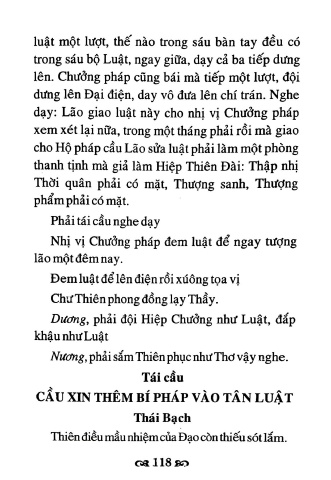 luật một lượt, thế nào trong sáu bàn tay đều có
trong sáu bộ Luật, ngay giữa, dạy cả ba tiếp dưng
lên. Chưởng pháp cũng bái mà tiếp một lượt, đội
dưng lên Đại điện, day vô đưa lên chí trán. Nghe
dạy: Lão giao luật này cho nhị vị Chưởng pháp
xem xét lại nữa, trong một tháng phải rồi mà giao
cho Hộ pháp cầu Lão sửa luật phải làm một phòng
thanh tịnh mà giả làm Hiệp Thiên Đài: Thập nhị
Thời quân phải có mặt, Thượng sanh, Thượng
phẩm phải có mặt.
Phải tái cầu nghe dạy
Nhị vị Chưởng pháp đem luật để ngay tượng
lão một đêm nay.
Đem luật để lên điện rồi xuông tọa vị
Chư Thiên phong đồng lạy Thầy.
Dương, phải đội Hiệp Chưởng như Luật, đấp
khậu như Luật
Nương, phải sắm Thiên phục như Thơ vậy nghe.
Tái cầu
CẦU XIN THÊM BÍ PHÁP VÀO TÂN LUẬT
Thái Bạch
Thiên điều mầu nhiệm của Đạo còn thiếu sót lắm.
118